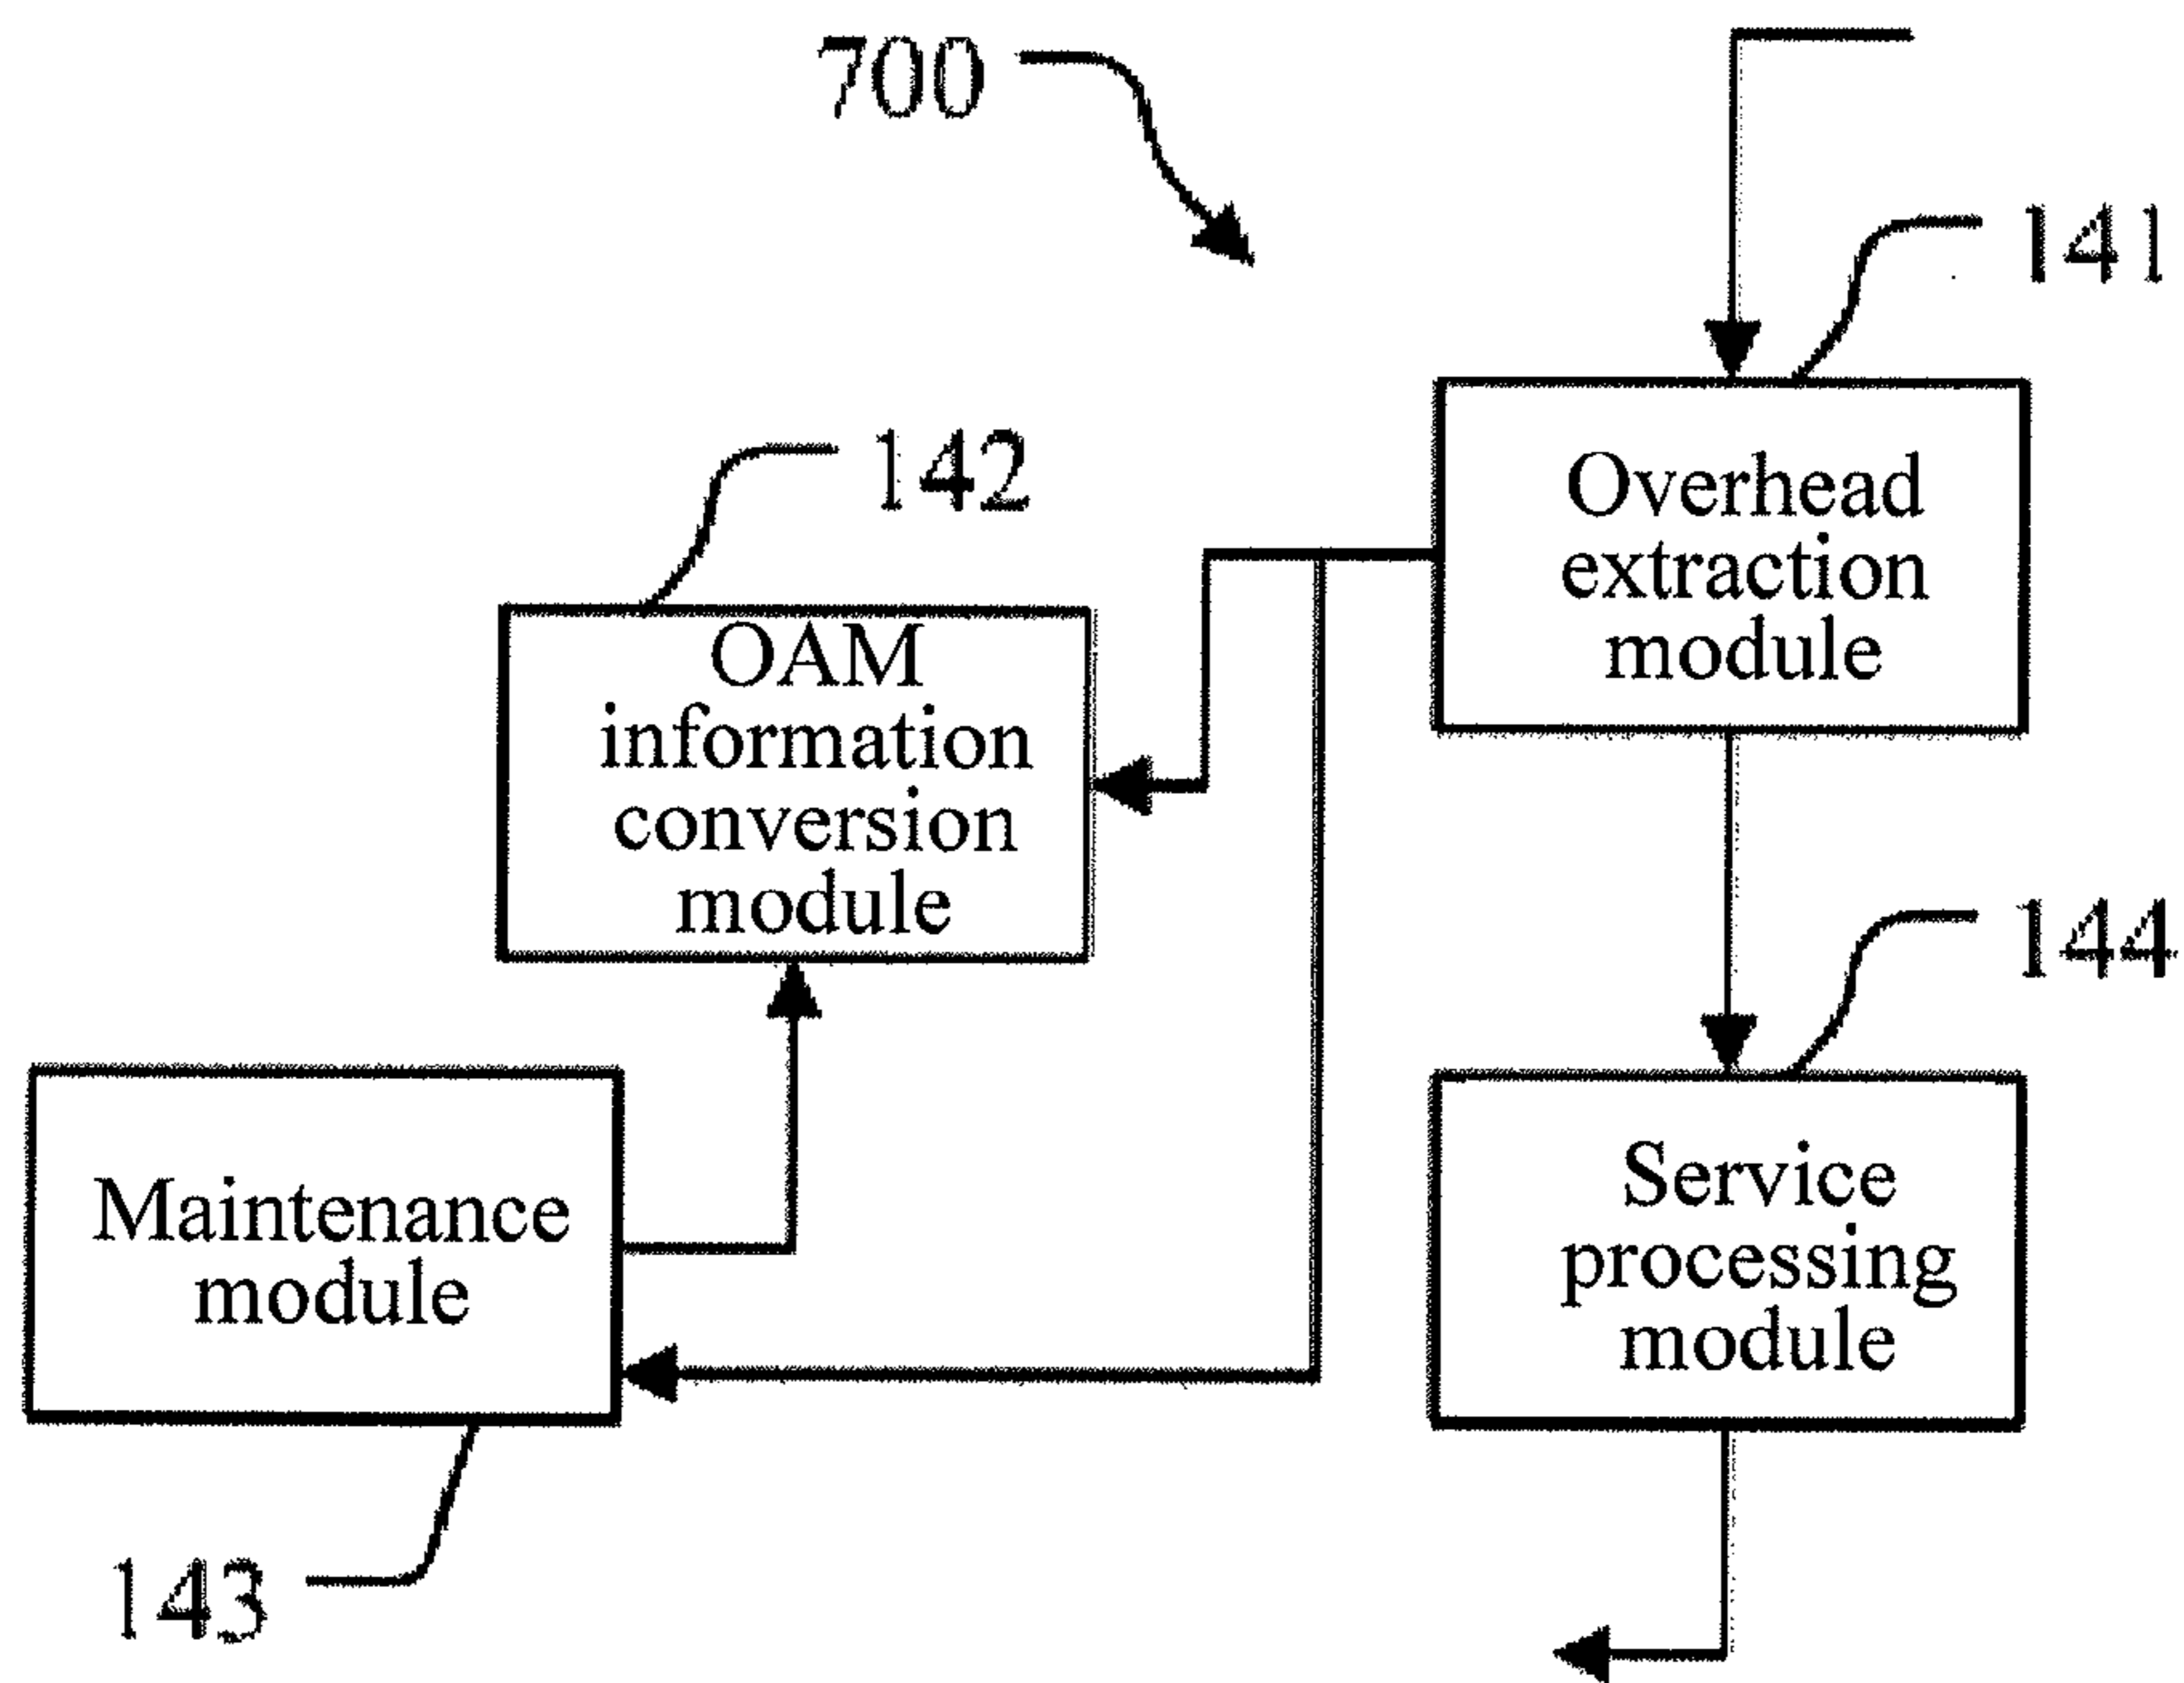 700
141
Overhead
extraction
module
142
OAM
information
conversion
module
144
Service
processing
module
Maintenance
module
143